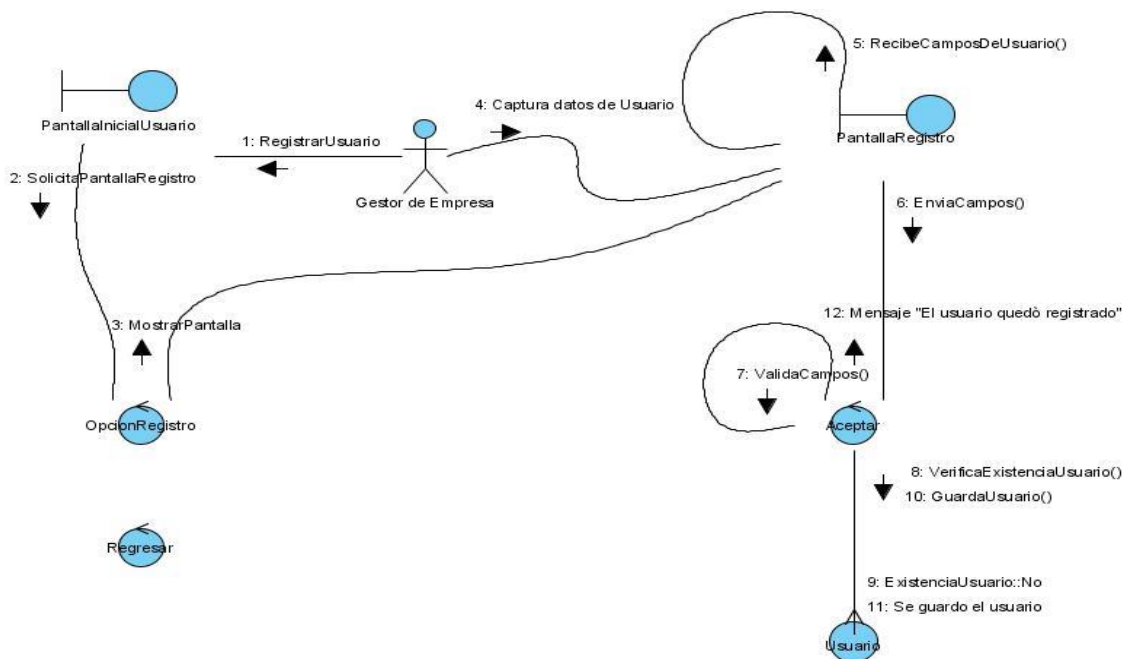 5: RecibeCamposDeUsuario()
4: Captura datos de Usuario
PantallaInicialUsuario
PantallaRegistro
1: RegistrarUsuario
2: SolicitaPantallaRegistro
Gestor de Empresa
6: EnviaCampos()
3: MostrarPantalla
12: Mensaje "El usuario quedò registrado"
7: ValidaCampos()
OpcionRegistro
Aceptar
8: VerificaExistenciaUsuario()
10: GuardaUsuario()
Regresar
9: ExistenciaUsuario::No
11: Se guardo el usuario
Usuario